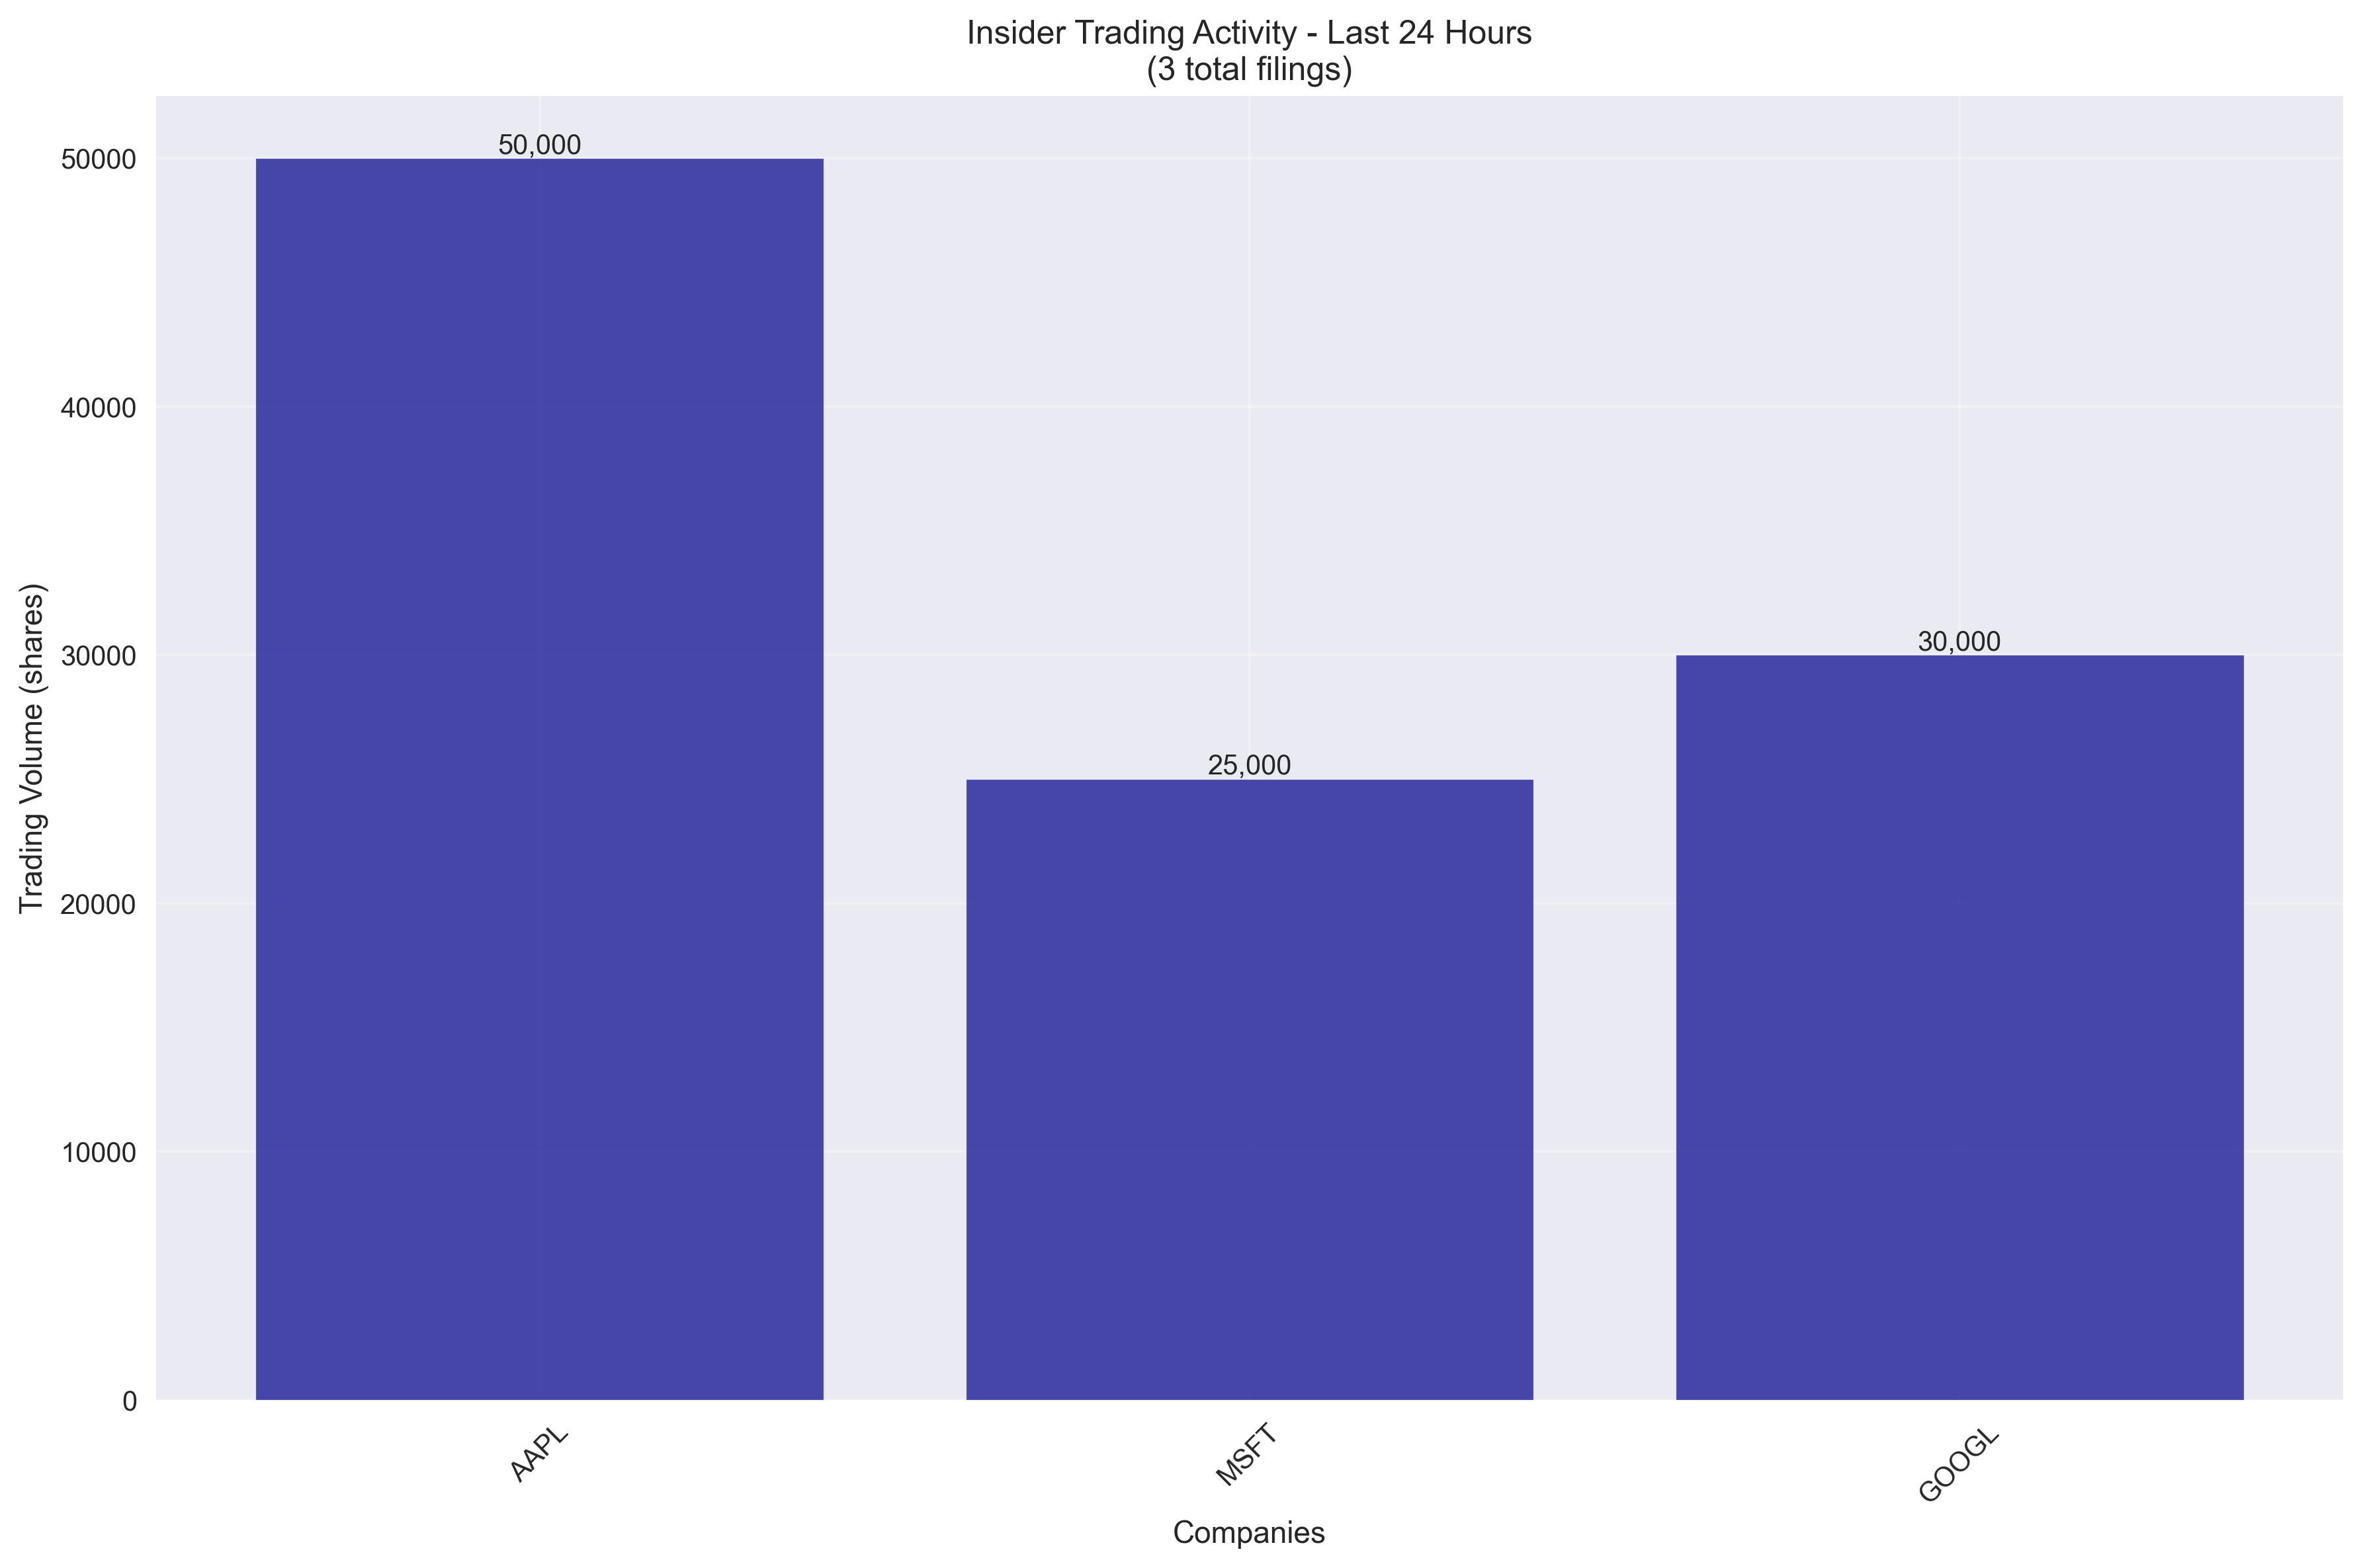 Insider Trading Activity - Last 24 Hours
(3 total filings)
Trading Volume (shares)
50000
40000
30000
20000
10000
0
50,000
25,000
30,000
AAPL
MSFT
GOOGL
Companies